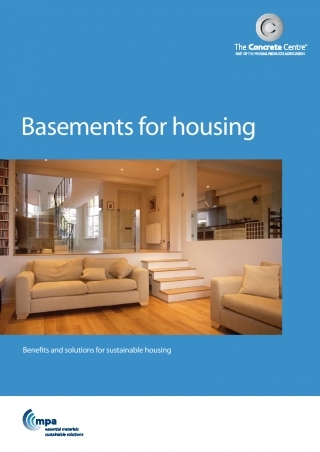 The Concrete Centre
PART OF THE MINERAL PRODUCTS ASSOCIATION
Basements for housing
Benefits and solutions for sustainable housing
mpa
essential materials
sustainable solutions